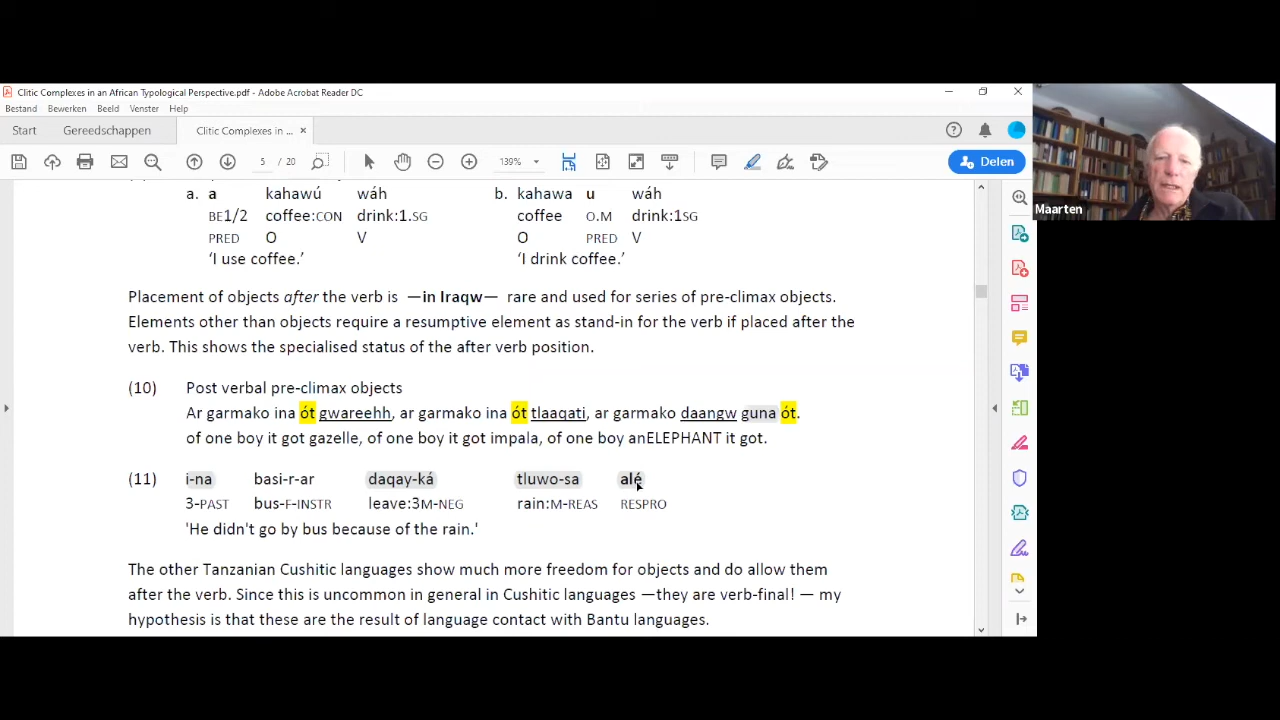 Clitic Complexes in an African Typological Perspective.pdf - Adobe Acrobat Reader DC
Bestand Bewerken Beeld Venster Help
Start Gereedschappen Clitic Complexes in ... ×
5 / 20 139% Delen
a. a kahawú wáh b. kahawa u wáh
BE1/2 coffee:CON drink:1.SG coffee O.M drink:1SG
PRED O V O PRED V
‘I use coffee.’ ‘I drink coffee.’
Placement of objects after the verb is —in Iraqw— rare and used for series of pre-climax objects.
Elements other than objects require a resumptive element as stand-in for the verb if placed after the
verb. This shows the specialised status of the after verb position.
(10) Post verbal pre-climax objects
Ar garmako ina ót gwareehh, ar garmako ina ót tlaaqati, ar garmako daangw guna ót.
of one boy it got gazelle, of one boy it got impala, of one boy anELEPHANT it got.
(11) i-na basi-r-ar daqay-ká tluwo-sa alé
3-PAST bus-F-INSTR leave:3M-NEG rain:M-REAS RESPRO
'He didn't go by bus because of the rain.'
The other Tanzanian Cushitic languages show much more freedom for objects and do allow them
after the verb. Since this is uncommon in general in Cushitic languages —they are verb-final! — my
hypothesis is that these are the result of language contact with Bantu languages.
Maarten